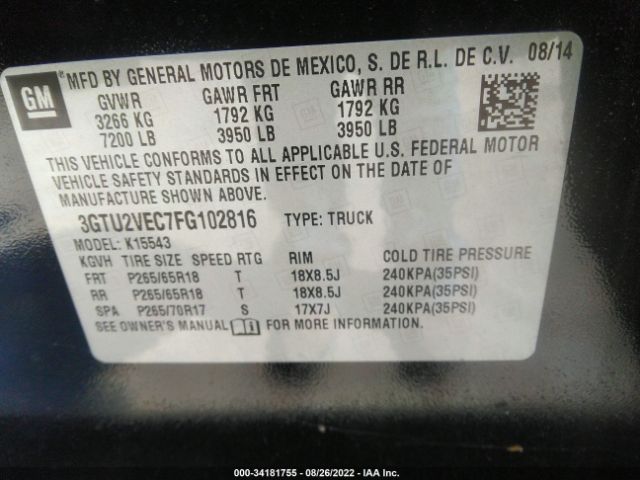 GM MFD BY GENERAL MOTORS DE MEXICO, S. DE R.L. DE C.V. 08/14
GVWR GAWR FRT GAWR RR
3266 KG 1792 KG 1792 KG
7200 LB 3950 LB 3950 LB
THIS VEHICLE CONFORMS TO ALL APPLICABLE U.S. FEDERAL MOTOR
VEHICLE SAFETY STANDARDS IN EFFECT ON THE DATE OF
MANUFACTURE SHOWN ABOVE.
3GTU2VEC7FG102816 TYPE: TRUCK
MODEL: K15543
KGVH TIRE SIZE SPEED RTG RIM COLD TIRE PRESSURE
FRT P265/65R18 T 18X8.5J 240KPA(35PSI)
RR P265/65R18 T 18X8.5J 240KPA(35PSI)
SPA P265/70R17 S 17X7J 240KPA(35PSI)
SEE OWNER'S MANUAL FOR MORE INFORMATION.
000-34181755 - 08/26/2022 - IAA Inc.